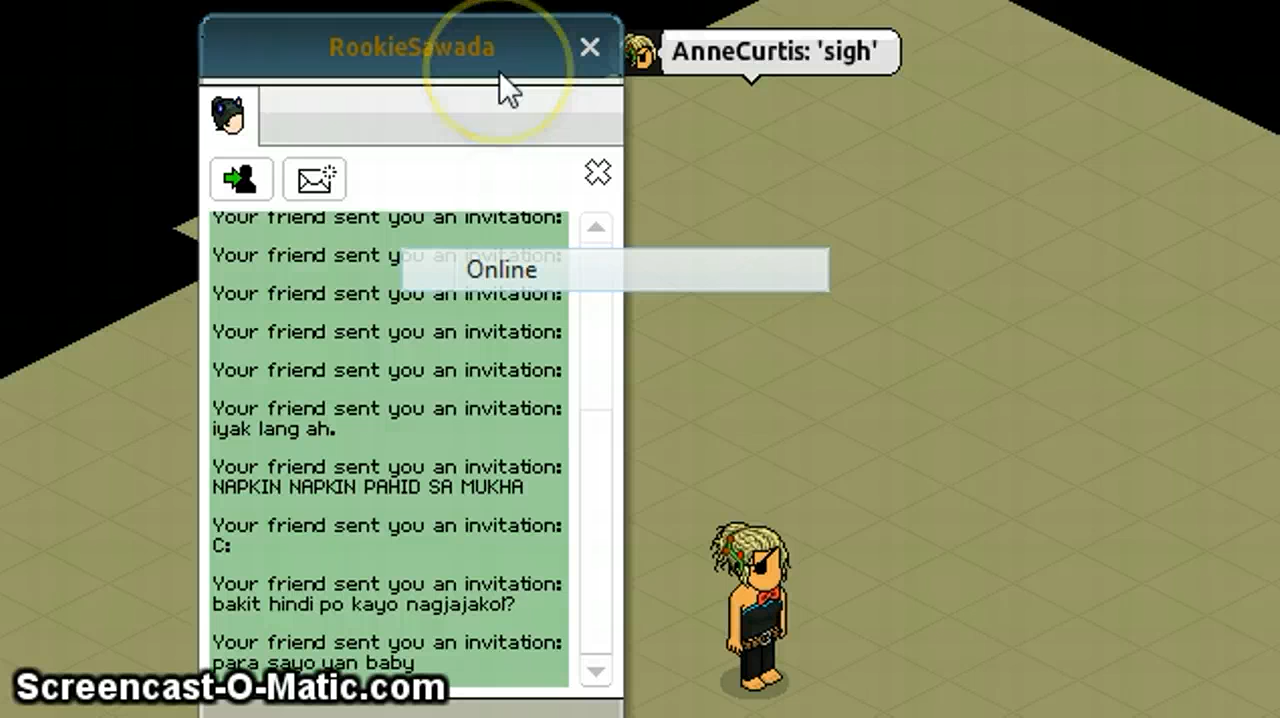 RookieSawada
AnneCurtis: 'sigh'
Your friend sent you an invitation:
Your friend sent you an invitation:
Online
Your friend sent you an invitation:
Your friend sent you an invitation:
Your friend sent you an invitation:
Your friend sent you an invitation:
iyak lang ah.
Your friend sent you an invitation:
NAPKIN NAPKIN PAHID SA MUKHA
Your friend sent you an invitation:
C:
Your friend sent you an invitation:
bakit hindi po kayo nagjajakol?
Your friend sent you an invitation:
para sayo yan baby
Screencast-O-Matic.com